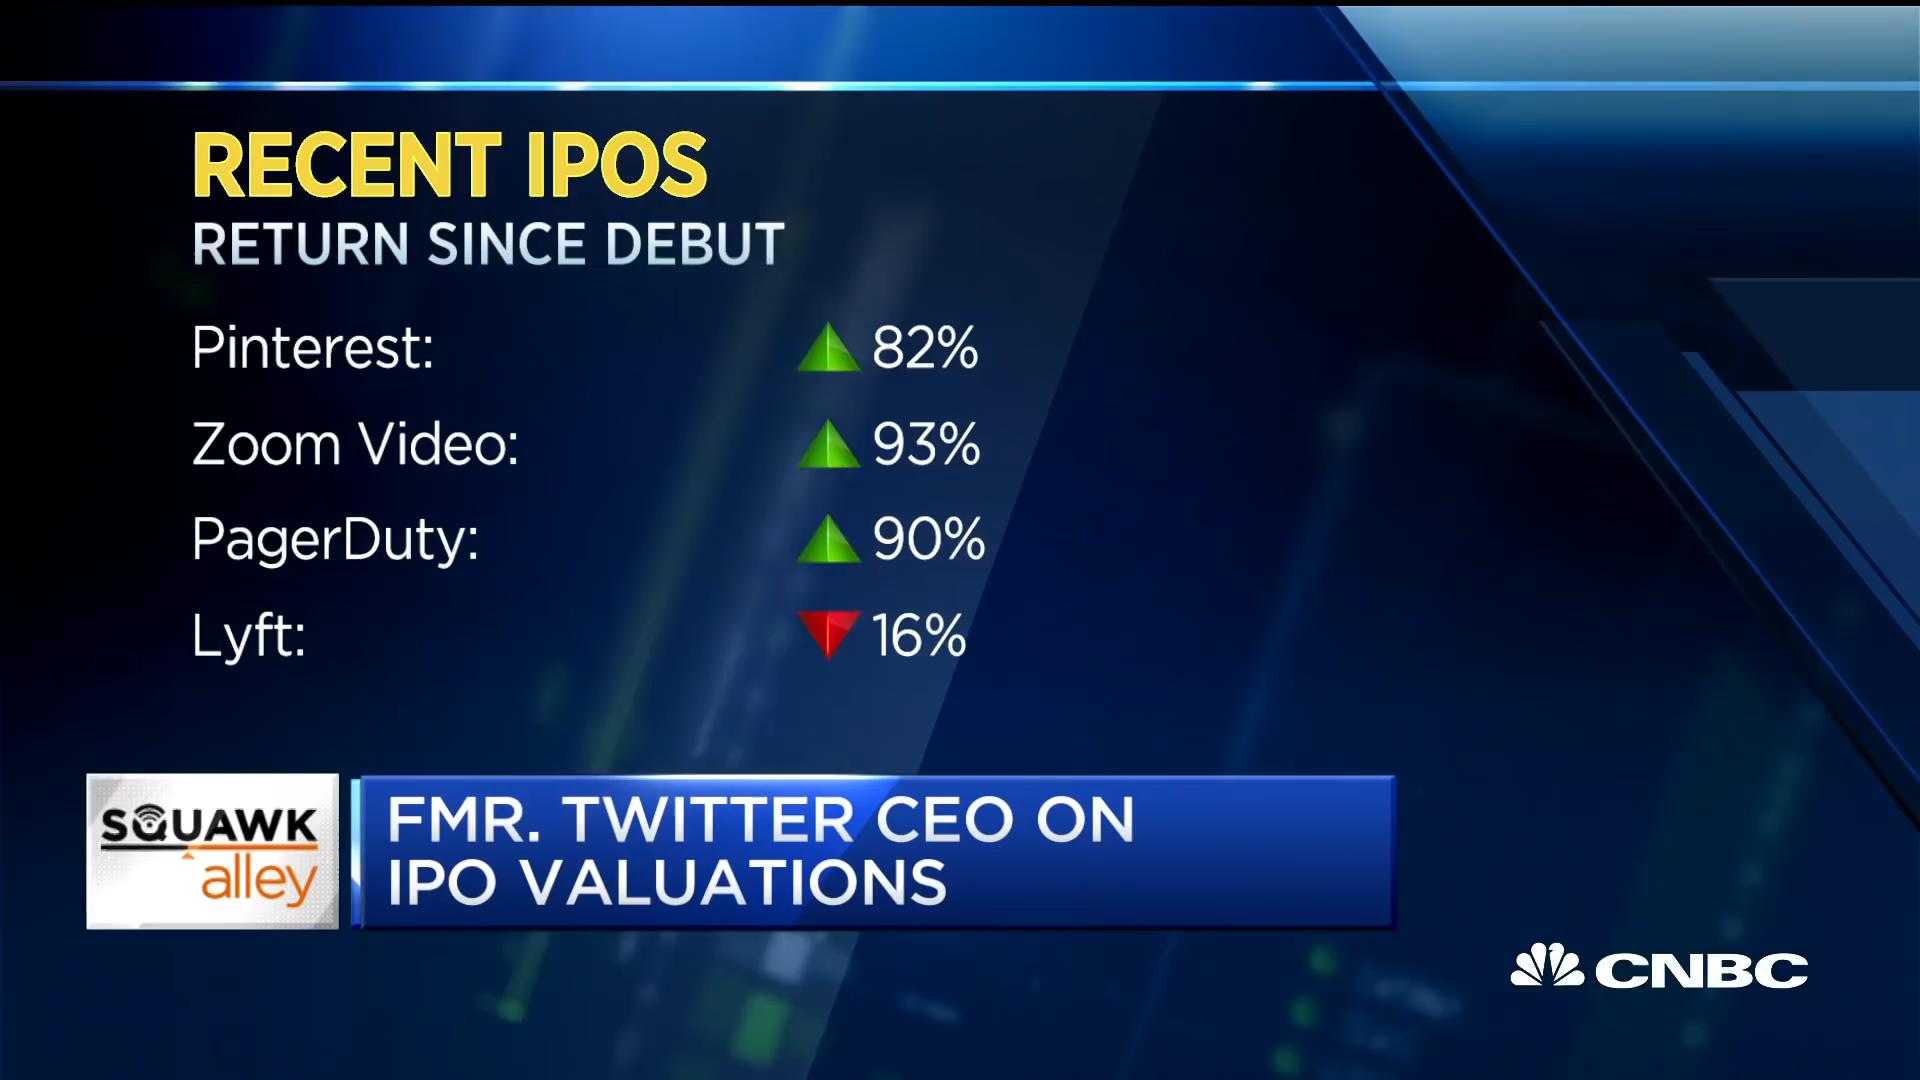 RECENT IPOS
RETURN SINCE DEBUT
Pinterest: 82%
Zoom Video: 93%
PagerDuty: 90%
Lyft: 16%
SQUAWK
alley
FMR. TWITTER CEO ON
IPO VALUATIONS
CNBC